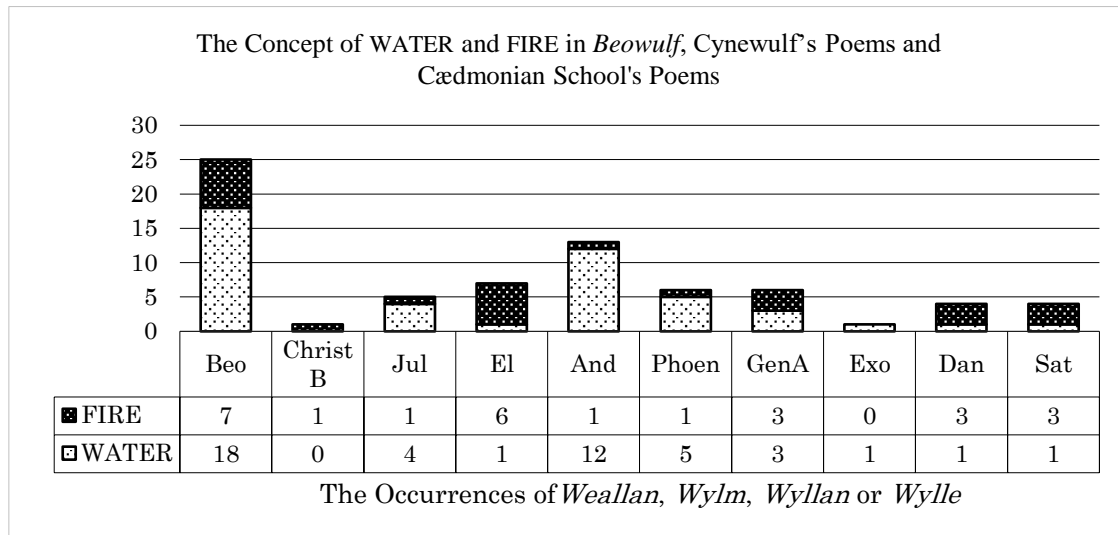 The Concept of WATER and FIRE in Beowulf, Cynewulf's Poems and
Cædmonian School's Poems
30
25
20
15
10
5
0
Beo Christ B Jul El And Phoen GenA Exo Dan Sat
FIRE 7 1 1 6 1 1 3 0 3 3
WATER 18 0 4 1 12 5 3 1 1 1
The Occurrences of Weallan, Wylm, Wyllan or Wylle